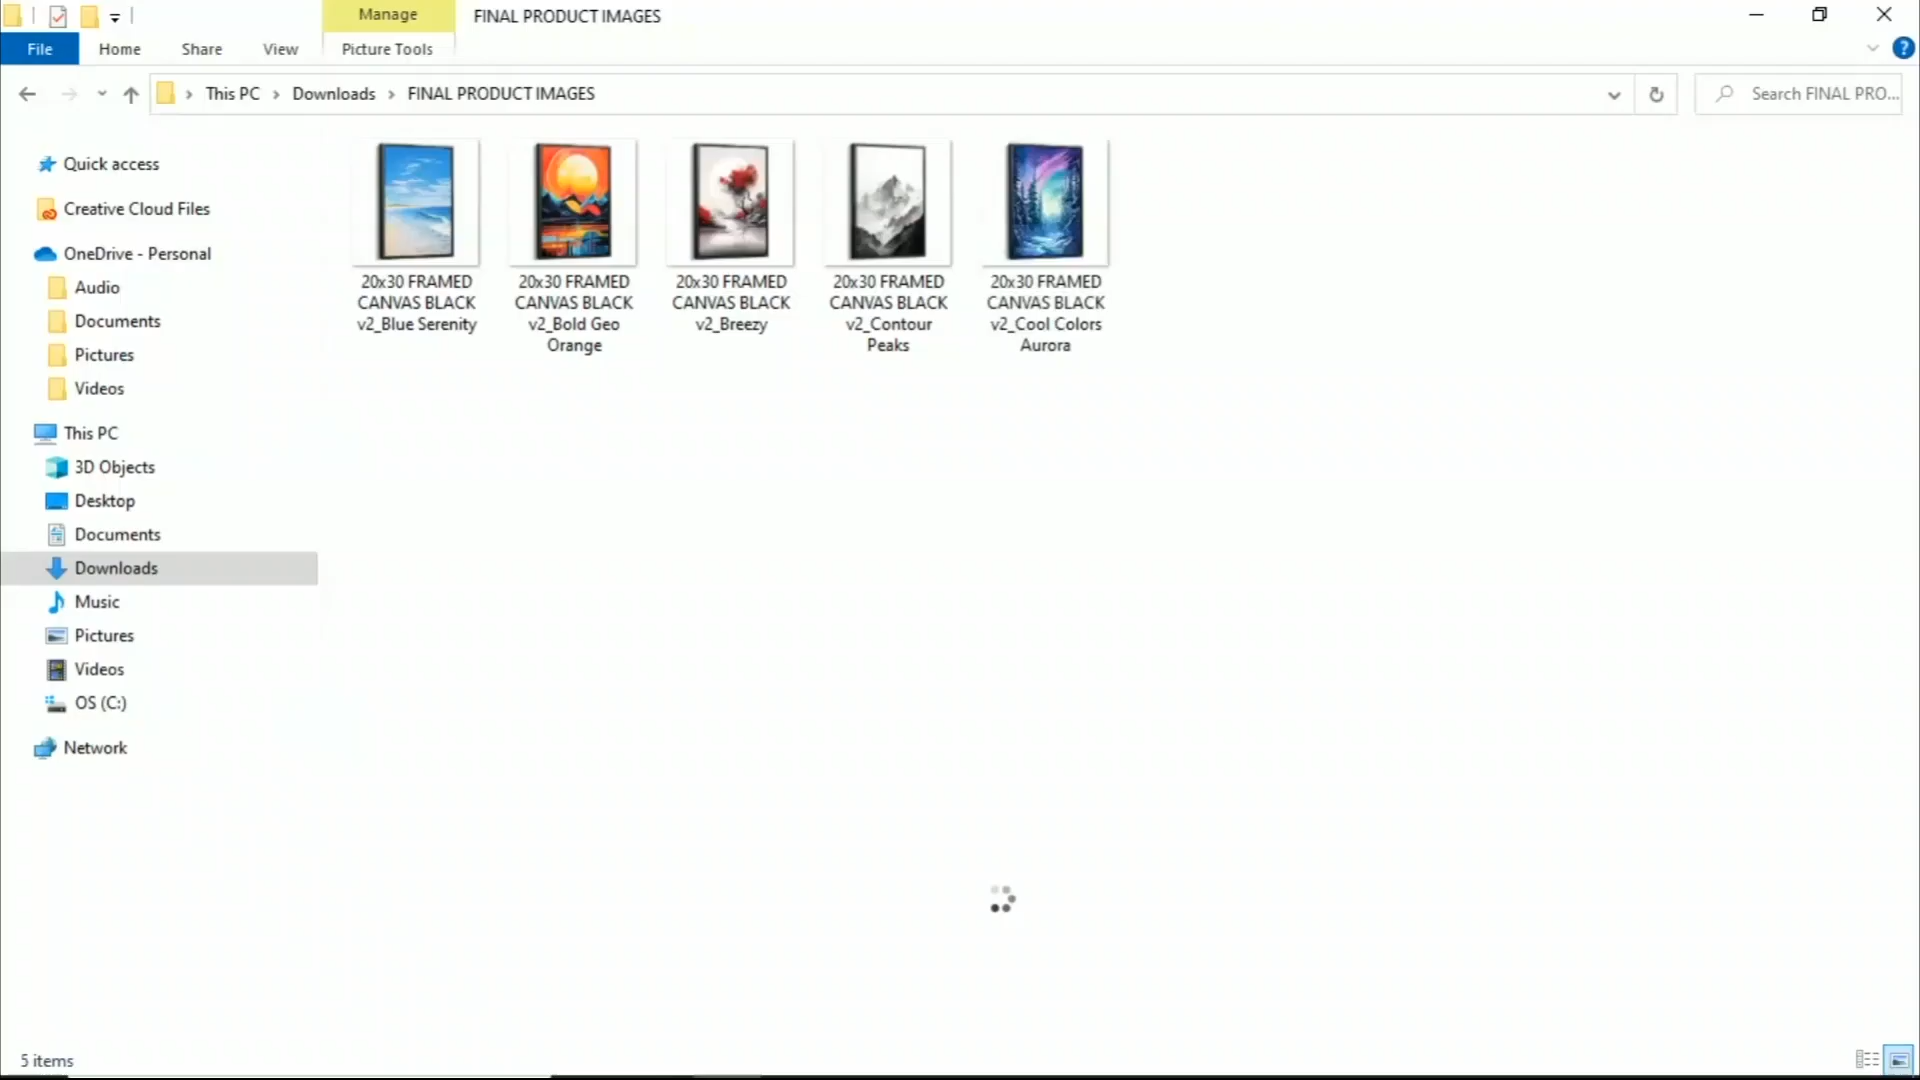 Manage
FINAL PRODUCT IMAGES
File
Home
Share
View
Picture Tools
?
This PC
Downloads
FINAL PRODUCT IMAGES
Search FINAL PRO...
Quick access
Creative Cloud Files
OneDrive - Personal
Audio
Documents
Pictures
Videos
This PC
3D Objects
Desktop
Documents
Downloads
Music
Pictures
Videos
OS (C:)
Network
20x30 FRAMED
CANVAS BLACK
v2_Blue Serenity
20x30 FRAMED
CANVAS BLACK
v2_Bold Geo
Orange
20x30 FRAMED
CANVAS BLACK
v2_Breezy
20x30 FRAMED
CANVAS BLACK
v2_Contour
Peaks
20x30 FRAMED
CANVAS BLACK
v2_Cool Colors
Aurora
5 items